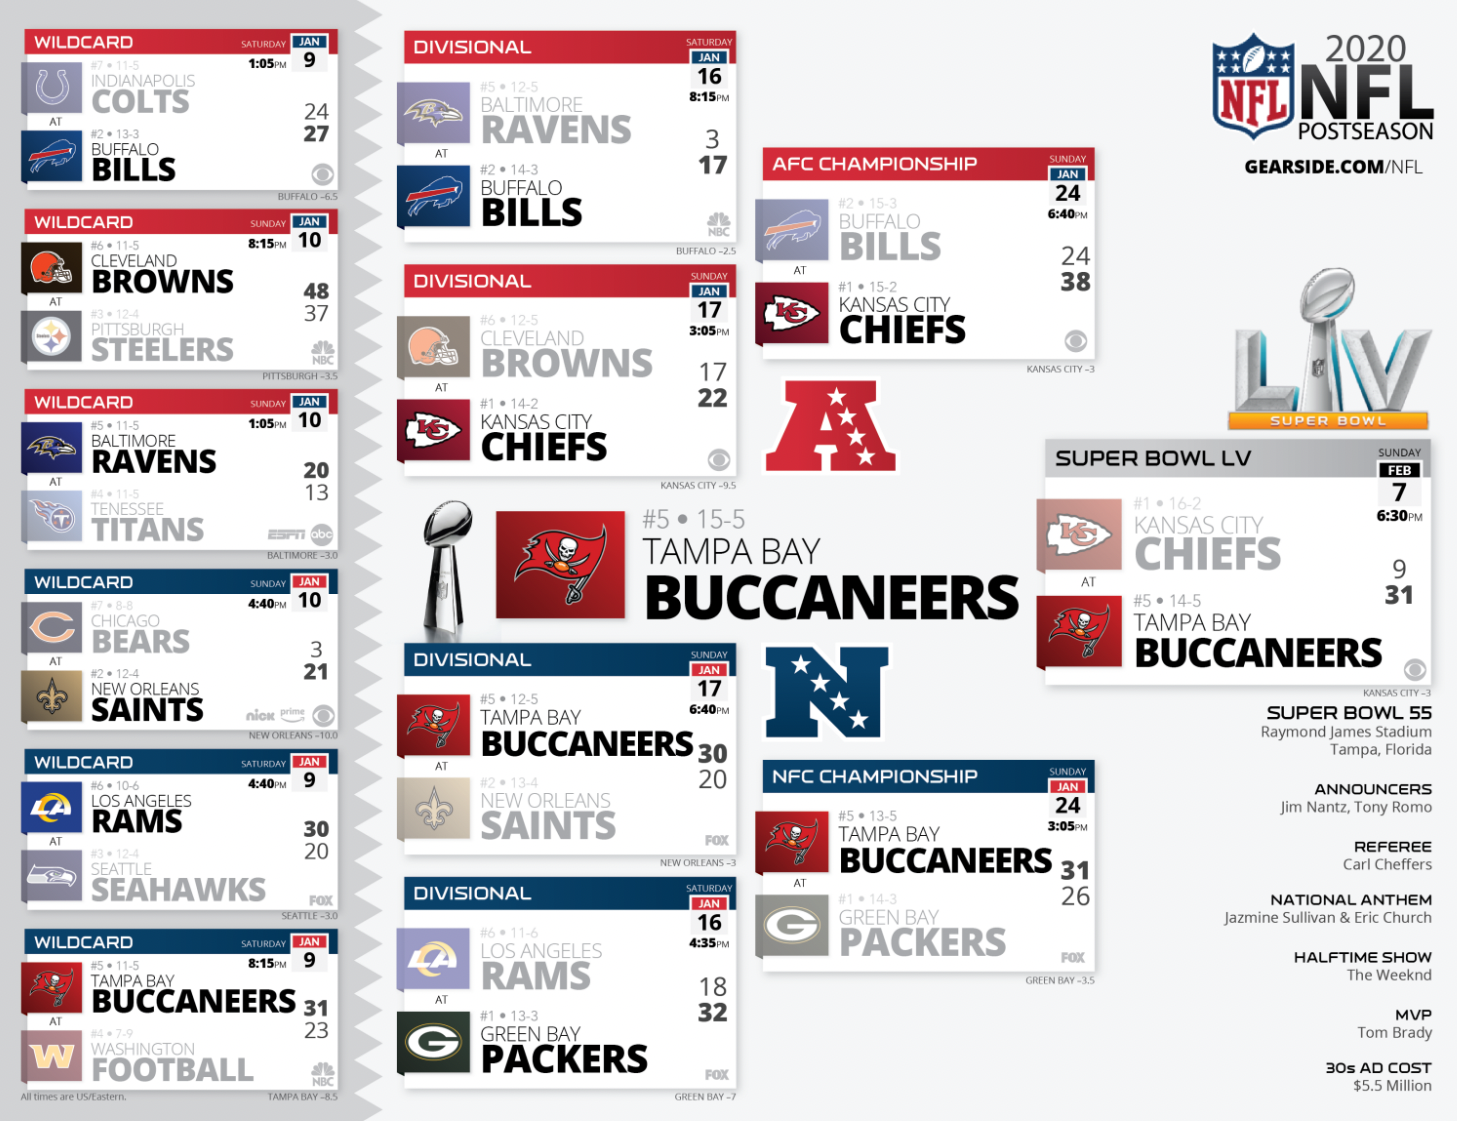 WILDCARD
SATURDAY JAN 9
1:05PM
#7 • 11-5
INDIANAPOLIS
COLTS
24
AT
#2 • 13-3
BUFFALO
BILLS
27
BUFFALO –6.5
WILDCARD
SUNDAY JAN 10
8:15PM
#6 • 11-5
CLEVELAND
BROWNS
48
AT
#3 • 12-4
PITTSBURGH
STEELERS
37
NBC
PITTSBURGH –3.5
WILDCARD
SUNDAY JAN 10
1:05PM
#5 • 11-5
BALTIMORE
RAVENS
20
AT
#4 • 11-5
TENESSEE
TITANS
13
ESPN abc
BALTIMORE –3.0
WILDCARD
SUNDAY JAN 10
4:40PM
#7 • 8-8
CHICAGO
BEARS
3
AT
#2 • 12-4
NEW ORLEANS
SAINTS
21
nick prime
NEW ORLEANS –10.0
WILDCARD
SATURDAY JAN 9
4:40PM
#6 • 10-6
LOS ANGELES
RAMS
30
AT
#3 • 12-4
SEATTLE
SEAHAWKS
20
FOX
SEATTLE –3.0
WILDCARD
SATURDAY JAN 9
8:15PM
#5 • 11-5
TAMPA BAY
BUCCANEERS
31
AT
#4 • 7-9
WASHINGTON
FOOTBALL
23
NBC
TAMPA BAY –8.5
All times are US/Eastern.
DIVISIONAL
SATURDAY
JAN
16
8:15PM
#5 • 12-5
BALTIMORE
RAVENS
3
AT
#2 • 14-3
BUFFALO
BILLS
17
NBC
BUFFALO –2.5
DIVISIONAL
SUNDAY
JAN
17
3:05PM
#6 • 12-5
CLEVELAND
BROWNS
17
AT
#1 • 14-2
KANSAS CITY
CHIEFS
22
KANSAS CITY –9.5
#5 • 15-5
TAMPA BAY
BUCCANEERS
DIVISIONAL
SUNDAY
JAN
17
6:40PM
#5 • 12-5
TAMPA BAY
BUCCANEERS
30
AT
#2 • 13-4
NEW ORLEANS
SAINTS
20
FOX
NEW ORLEANS –3
DIVISIONAL
SATURDAY
JAN
16
4:35PM
#6 • 11-6
LOS ANGELES
RAMS
18
AT
#1 • 13-3
GREEN BAY
PACKERS
32
FOX
GREEN BAY –7
AFC CHAMPIONSHIP
SUNDAY
JAN
24
6:40PM
#2 • 15-3
BUFFALO
BILLS
24
AT
#1 • 15-2
KANSAS CITY
CHIEFS
38
KANSAS CITY –3
A
N
NFC CHAMPIONSHIP
SUNDAY
JAN
24
3:05PM
#5 • 13-5
TAMPA BAY
BUCCANEERS
31
AT
#1 • 14-3
GREEN BAY
PACKERS
26
FOX
GREEN BAY –3.5
NFL
2020
NFL
POSTSEASON
GEARSIDE.COM/NFL
LV
SUPER BOWL
SUPER BOWL LV
SUNDAY
FEB
7
6:30PM
#1 • 16-2
KANSAS CITY
CHIEFS
9
AT
#5 • 14-5
TAMPA BAY
BUCCANEERS
31
KANSAS CITY –3
SUPER BOWL 55
Raymond James Stadium
Tampa, Florida
ANNOUNCERS
Jim Nantz, Tony Romo
REFEREE
Carl Cheffers
NATIONAL ANTHEM
Jazmine Sullivan & Eric Church
HALFTIME SHOW
The Weeknd
MVP
Tom Brady
30s AD COST
$5.5 Million